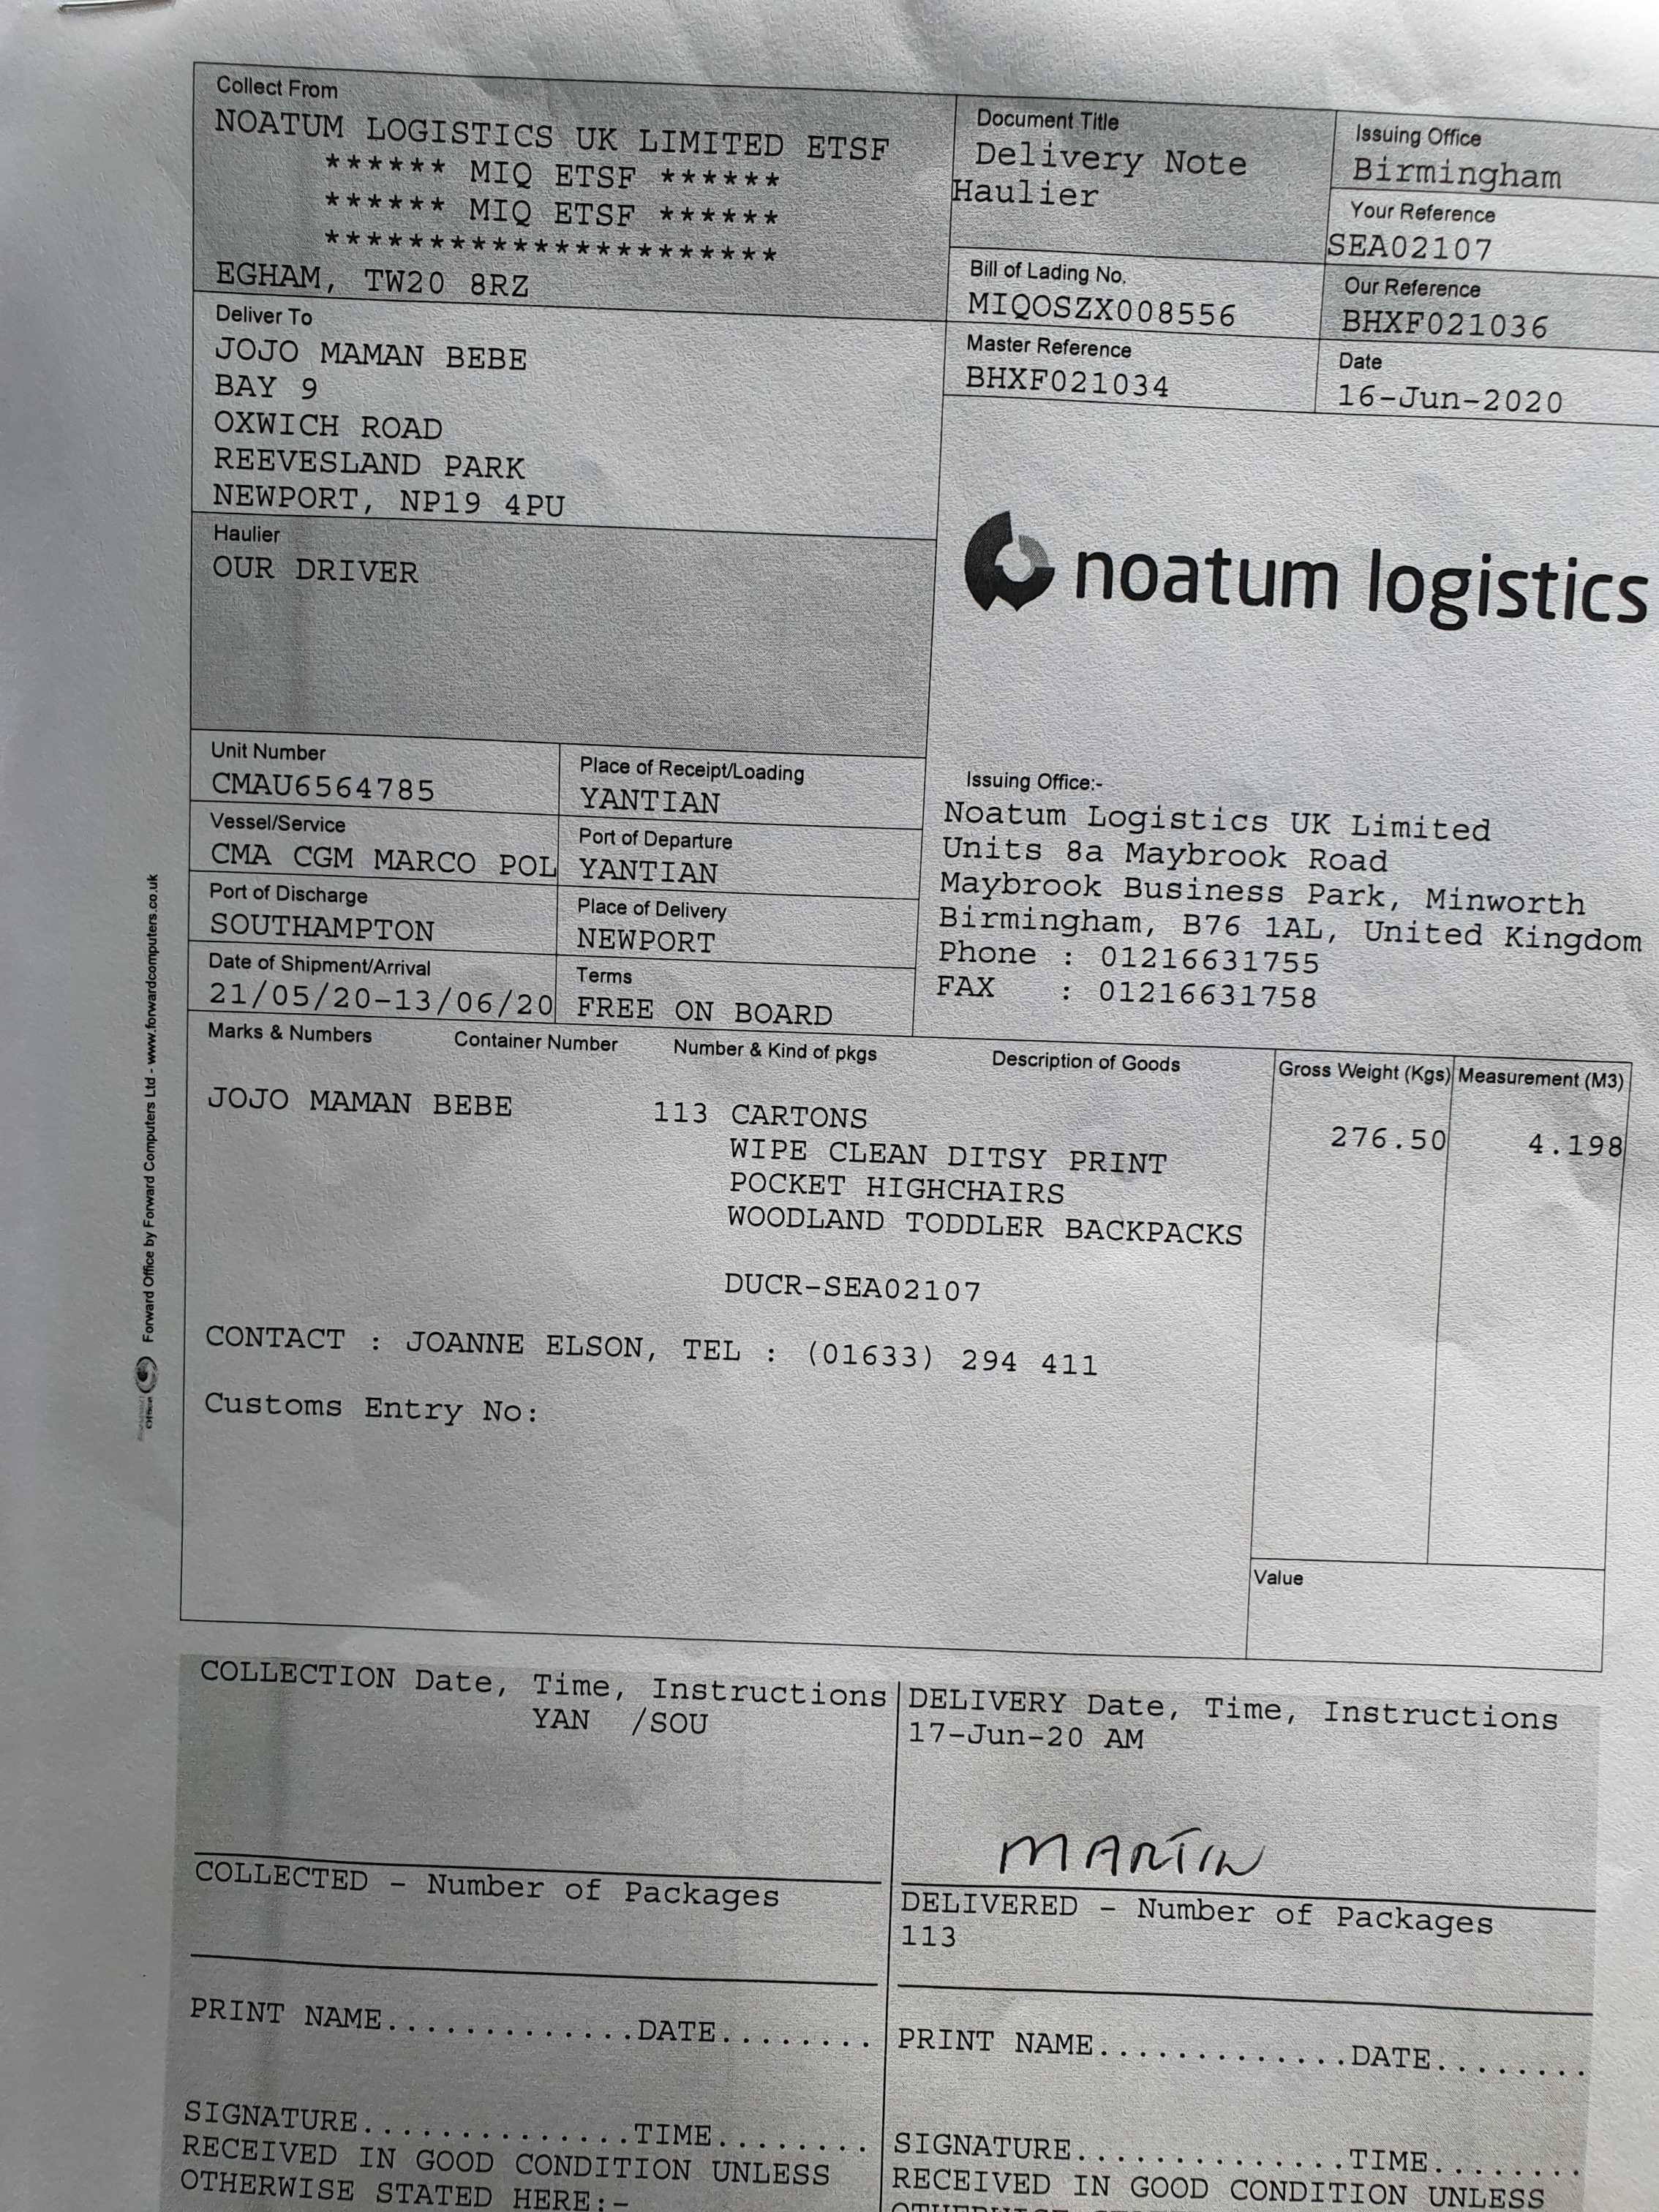 Collect From
NOATUM LOGISTICS UK LIMITED ETSF
****** MIQ ETSF ******
****** MIQ ETSF ******
**********************
EGHAM, TW20 8RZ
Document Title
Delivery Note
Haulier
Issuing Office
Birmingham
Your Reference
SEA02107
Bill of Lading No.
MIQOSZX008556
Our Reference
BHXF021036
Master Reference
BHXF021034
Date
16-Jun-2020
Deliver To
JOJO MAMAN BEBE
BAY 9
OXWICH ROAD
REEVESLAND PARK
NEWPORT, NP19 4PU
Haulier
OUR DRIVER
noatum logistics
Unit Number
CMAU6564785
Place of Receipt/Loading
YANTIAN
Vessel/Service
CMA CGM MARCO POL
Port of Departure
YANTIAN
Port of Discharge
SOUTHAMPTON
Place of Delivery
NEWPORT
Date of Shipment/Arrival
21/05/20-13/06/20
Terms
FREE ON BOARD
Issuing Office:-
Noatum Logistics UK Limited
Units 8a Maybrook Road
Maybrook Business Park, Minworth
Birmingham, B76 1AL, United Kingdom
Phone : 01216631755
FAX : 01216631758
Marks & Numbers Container Number Number & Kind of pkgs Description of Goods Gross Weight (Kgs) Measurement (M3)
JOJO MAMAN BEBE 113 CARTONS 276.50 4.198
WIPE CLEAN DITSY PRINT
POCKET HIGHCHAIRS
WOODLAND TODDLER BACKPACKS
DUCR-SEA02107
CONTACT : JOANNE ELSON, TEL : (01633) 294 411
Customs Entry No:
Value
Forward Office by Forward Computers Ltd - www.forwardcomputers.co.uk
COLLECTION Date, Time, Instructions
YAN /SOU
COLLECTED - Number of Packages
PRINT NAME.............DATE........
SIGNATURE..............TIME........
RECEIVED IN GOOD CONDITION UNLESS
OTHERWISE STATED HERE:-
DELIVERY Date, Time, Instructions
17-Jun-20 AM
MARTIN
DELIVERED - Number of Packages
113
PRINT NAME.............DATE........
SIGNATURE..............TIME........
RECEIVED IN GOOD CONDITION UNLESS